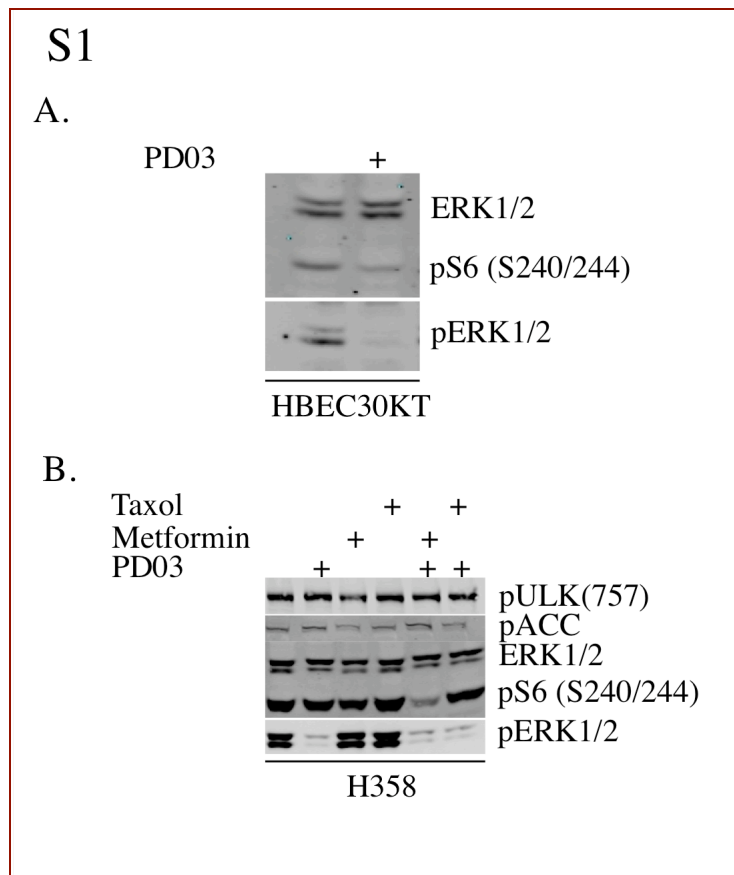 S1
A.
PD03 +
ERK1/2
pS6 (S240/244)
pERK1/2
HBEC30KT
B.
Taxol + +
Metformin + +
PD03 + + +
pULK(757)
pACC
ERK1/2
pS6 (S240/244)
pERK1/2
H358